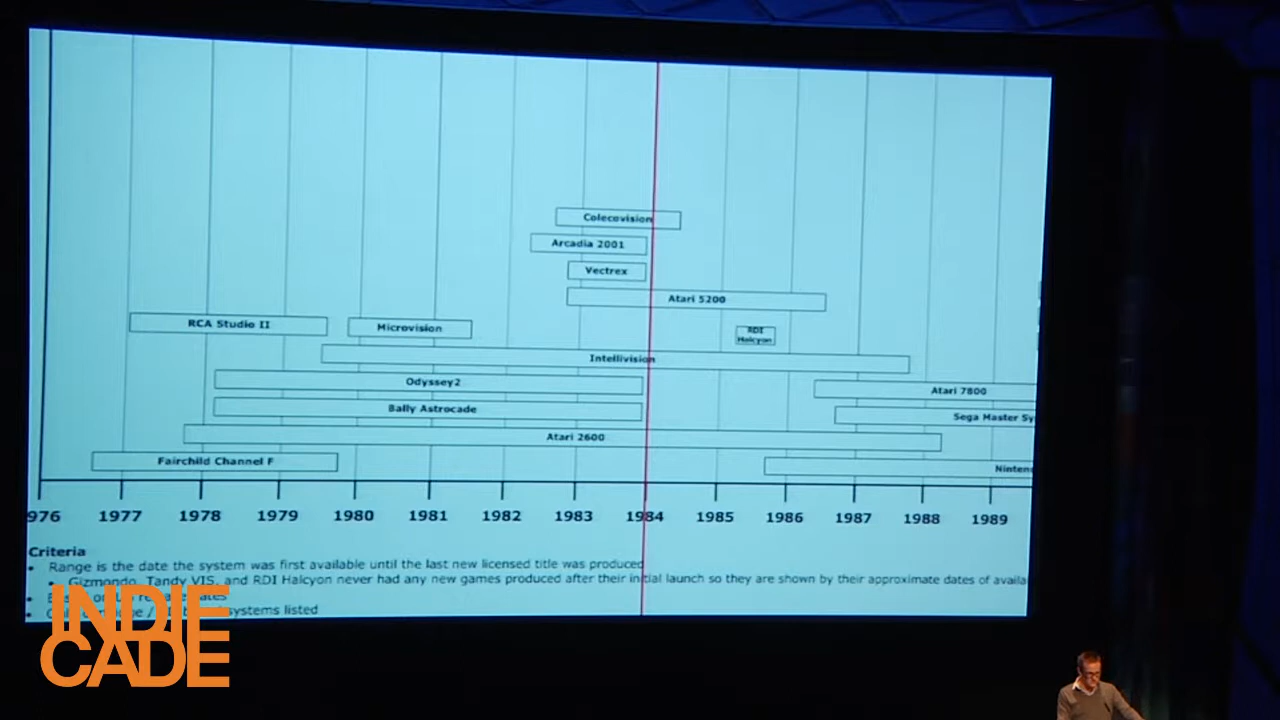 Colecovision
Arcadia 2001
Vectrex
Atari 5200
RCA Studio II
Microvision
RDI
Halcyon
Intellivision
Odyssey2
Atari 7800
Bally Astrocade
Sega Master Sy
Atari 2600
Fairchild Channel F
Ninten
976 1977 1978 1979 1980 1981 1982 1983 1984 1985 1986 1987 1988 1989
Criteria
• Range is the date the system was first available until the last new licensed title was produced
• Gizmondo, Tandy VIS, and RDI Halcyon never had any new games produced after their initial launch so they are shown by their approximate dates of availa
systems listed
INDIE
CADE